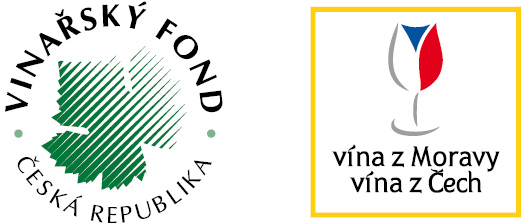 VINAŘSKÝ FOND
ČESKÁ REPUBLIKA
vína z Moravy
vína z Čech